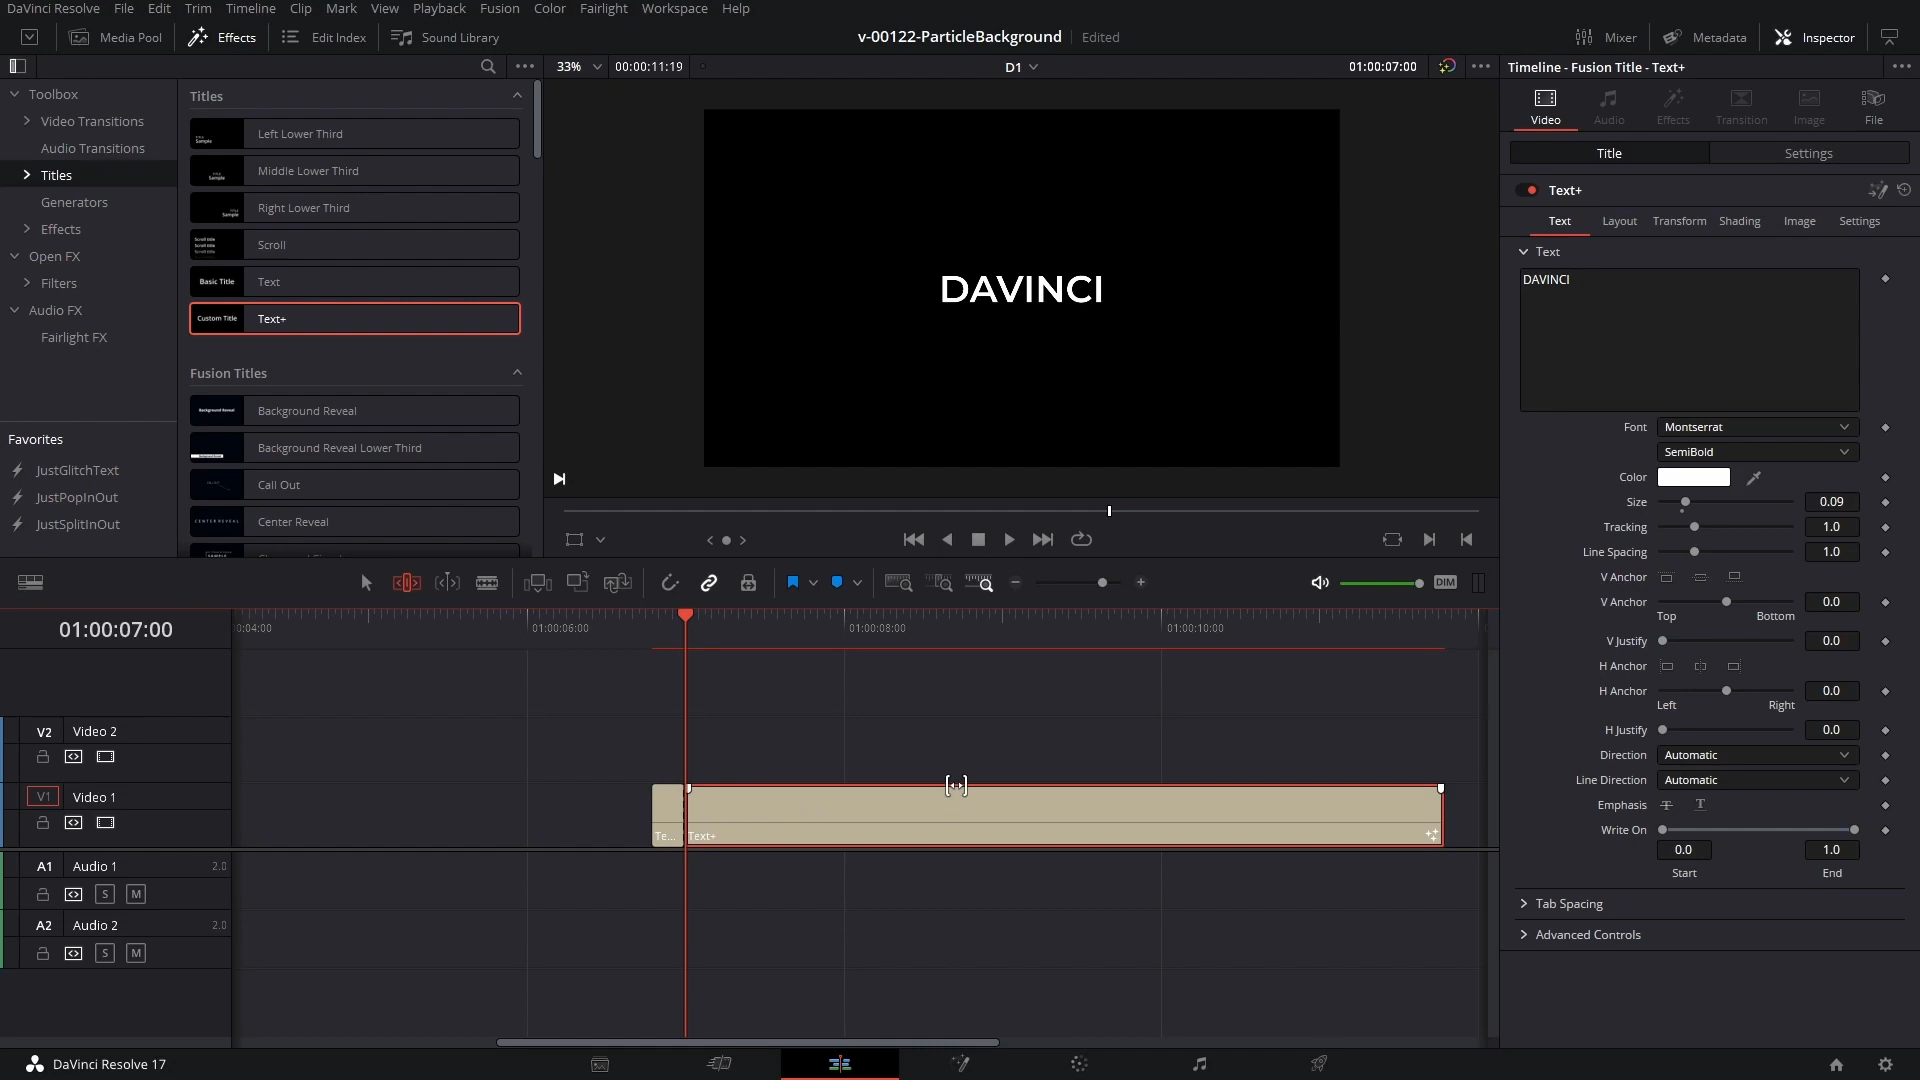 DaVinci Resolve File Edit Trim Timeline Clip Mark View Playback Fusion Color Fairlight Workspace Help
Media Pool Effects Edit Index Sound Library v-00122-ParticleBackground Edited Mixer Metadata Inspector
33% 00:00:11:19 D1 01:00:07:00 Timeline - Fusion Title - Text+
Toolbox
Video Transitions
Audio Transitions
Titles
Generators
Effects
Open FX
Filters
Audio FX
Fairlight FX
Favorites
JustGlitchText
JustPopInOut
JustSplitInOut
Titles
Left Lower Third
Middle Lower Third
Right Lower Third
Scroll
Basic Title Text
Custom Title Text+
Fusion Titles
Background Reveal Background Reveal
Background Reveal Lower Third
Call Out
CENTER REVEAL Center Reveal
DAVINCI
Video Audio Effects Transition Image File
Title Settings
Text+
Text Layout Transform Shading Image Settings
Text
DAVINCI
Font Montserrat
SemiBold
Color
Size 0.09
Tracking 1.0
Line Spacing 1.0
V Anchor
V Anchor 0.0
Top Bottom
V Justify 0.0
H Anchor
H Anchor 0.0
Left Right
H Justify 0.0
Direction Automatic
Line Direction Automatic
Emphasis T T
Write On
0.0 1.0
Start End
Tab Spacing
Advanced Controls
DIM
01:00:07:00 0:04:00 01:00:06:00 01:00:08:00 01:00:10:00
V2 Video 2
V1 Video 1
Te... Text+
A1 Audio 1 2.0
S M
A2 Audio 2 2.0
S M
DaVinci Resolve 17